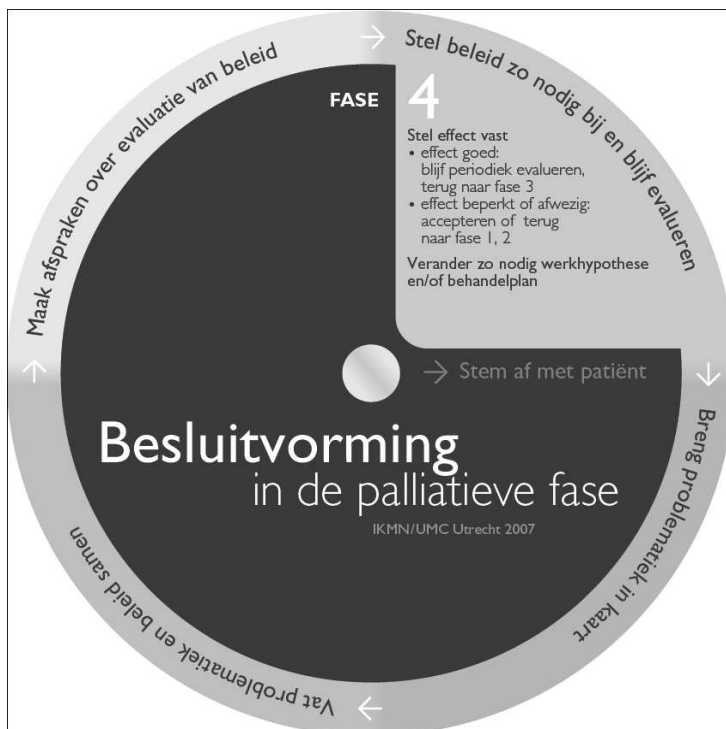 Maak afspraken over evaluatie van beleid
Stel beleid zo nodig bij en blijf evalueren
Breng problematiek in kaart
Vat problematiek en beleid samen
FASE 4
Stel effect vast
• effect goed:
blijf periodiek evalueren,
terug naar fase 3
• effect beperkt of afwezig:
accepteren of terug
naar fase 1, 2
Verander zo nodig werkhypothese
en/of behandelplan
→ Stem af met patiënt
Besluitvorming
in de palliatieve fase
IKMN/UMC Utrecht 2007